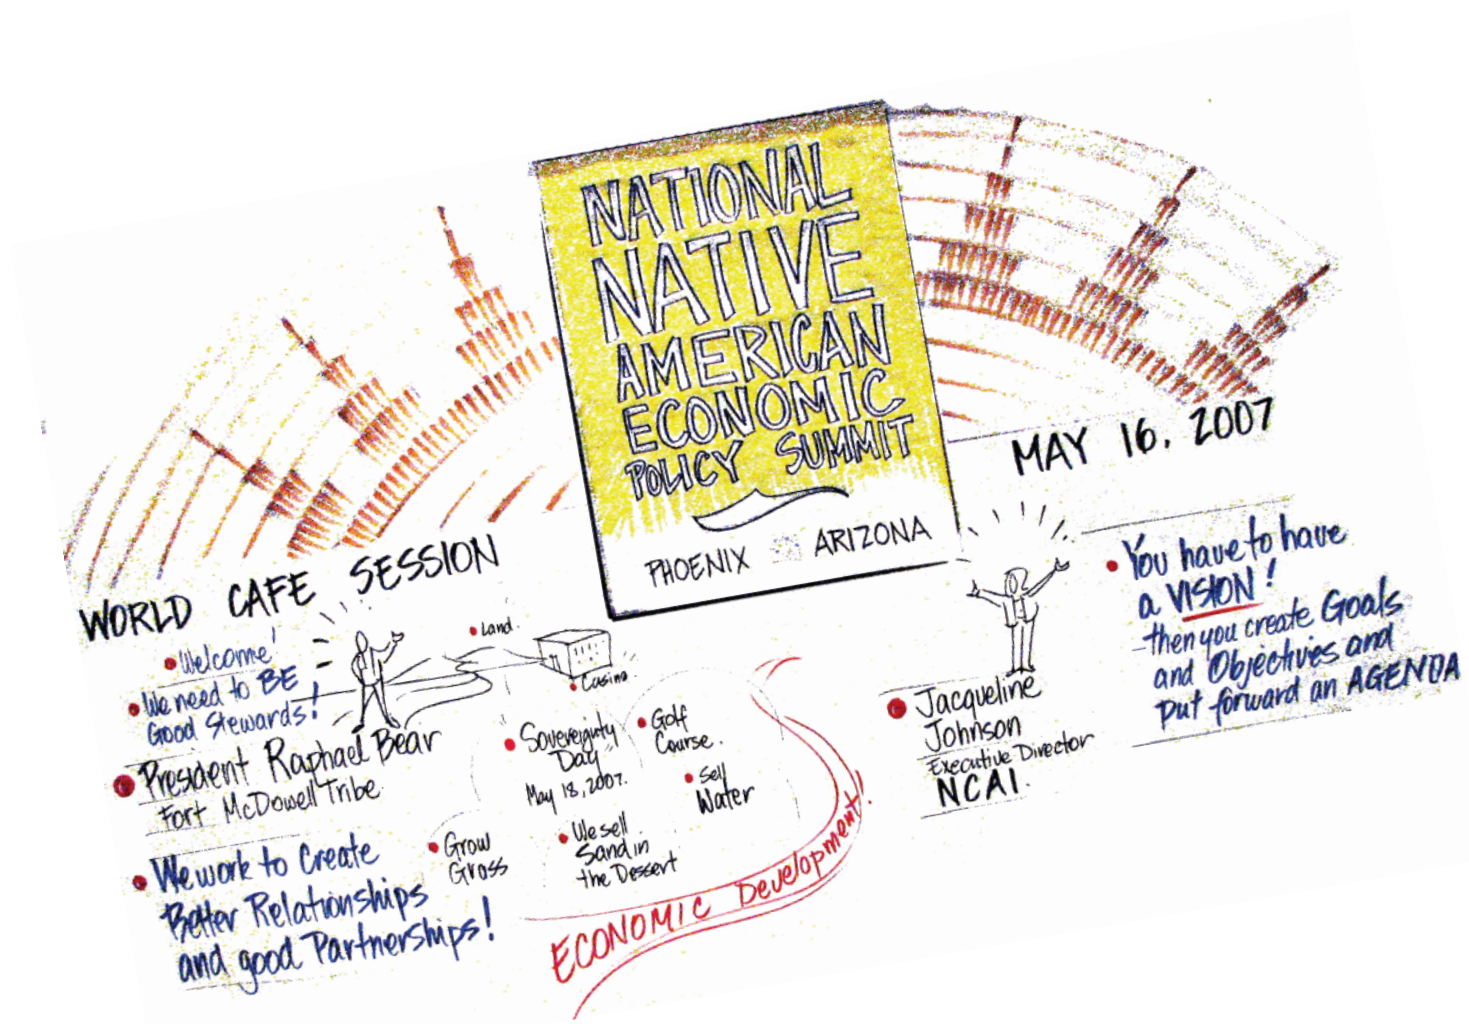 NATIONAL
NATIVE
AMERICAN
ECONOMIC
POLICY SUMMIT
PHOENIX ARIZONA
MAY 16, 2007
WORLD CAFE SESSION
• Welcome!
• We need to BE
Good Stewards!
• President Raphael Bear
Fort McDowell Tribe
• We work to Create
Better Relationships
and good Partnerships!
• Land.
• Casino.
• Sovereignty
Day
May 18, 2007.
• Golf
Course.
• Sell
Water
• Grow
Grass
• We sell
Sand in
the Dessert
ECONOMIC Development!
• Jacqueline
Johnson
Executive Director
NCAI.
• You have to have
a VISION!
then you create Goals
and Objectivies and
put forward an AGENDA